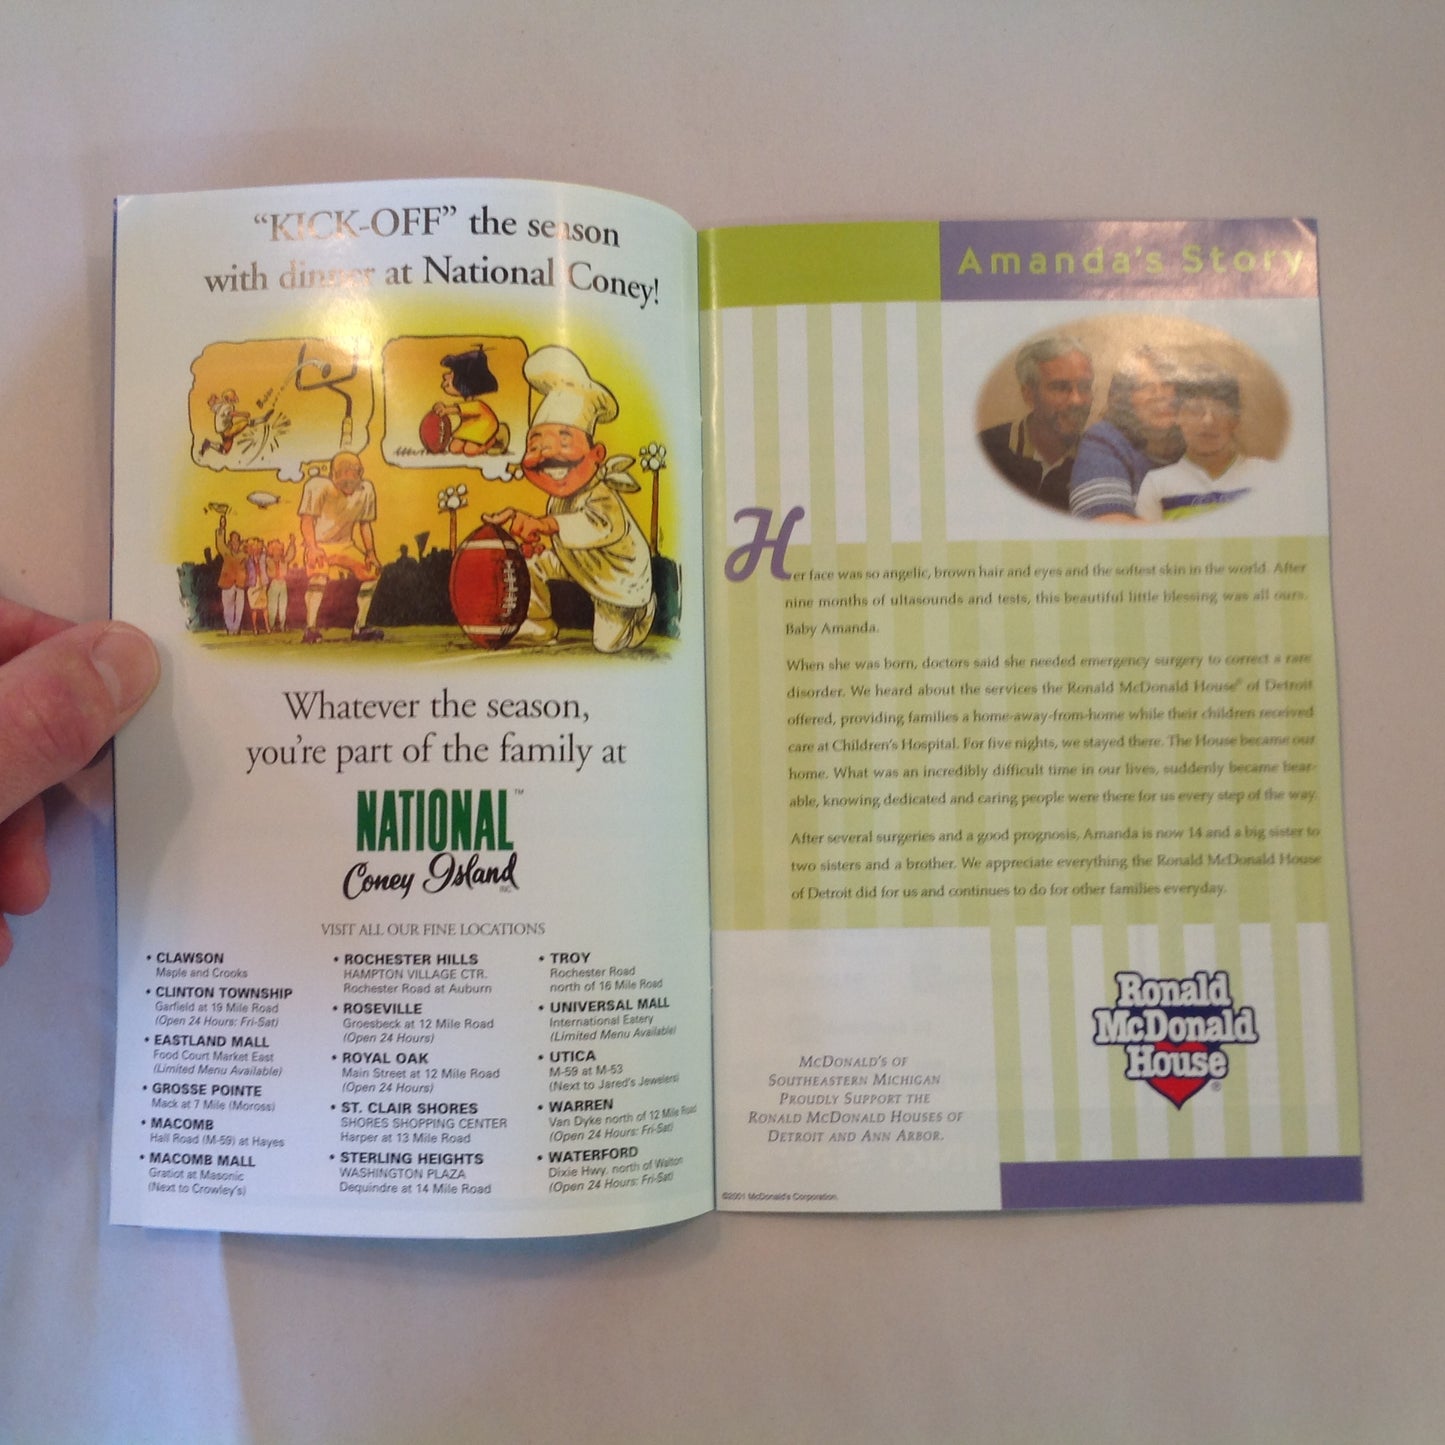 “KICK-OFF” the season
with dinner at National Coney!
Whatever the season,
you're part of the family at
NATIONAL™
Coney Island
INC.
VISIT ALL OUR FINE LOCATIONS
• CLAWSON
Maple and Crooks
• CLINTON TOWNSHIP
Garfield at 19 Mile Road
(Open 24 Hours: Fri-Sat)
• EASTLAND MALL
Food Court Market East
(Limited Menu Available)
• GROSSE POINTE
Mack at 7 Mile (Moross)
• MACOMB
Hall Road (M-59) at Hayes
• MACOMB MALL
Gratiot at Masonic
(Next to Crowley's)
• ROCHESTER HILLS
HAMPTON VILLAGE CTR.
Rochester Road at Auburn
• ROSEVILLE
Groesbeck at 12 Mile Road
(Open 24 Hours)
• ROYAL OAK
Main Street at 12 Mile Road
(Open 24 Hours)
• ST. CLAIR SHORES
SHORES SHOPPING CENTER
Harper at 13 Mile Road
• STERLING HEIGHTS
WASHINGTON PLAZA
Dequindre at 14 Mile Road
• TROY
Rochester Road
north of 16 Mile Road
• UNIVERSAL MALL
International Eatery
(Limited Menu Available)
• UTICA
M-59 at M-53
(Next to Jared's Jewelers)
• WARREN
Van Dyke north of 12 Mile Road
(Open 24 Hours: Fri-Sat)
• WATERFORD
Dixie Hwy. north of Walton
(Open 24 Hours: Fri-Sat)
Amanda's Story
Her face was so angelic, brown hair and eyes and the softest skin in the world. After
nine months of ultasounds and tests, this beautiful little blessing was all ours.
Baby Amanda.
When she was born, doctors said she needed emergency surgery to correct a rare
disorder. We heard about the services the Ronald McDonald House® of Detroit
offered, providing families a home-away-from-home while their children received
care at Children's Hospital. For five nights, we stayed there. The House became our
home. What was an incredibly difficult time in our lives, suddenly became bear-
able, knowing dedicated and caring people were there for us every step of the way.
After several surgeries and a good prognosis, Amanda is now 14 and a big sister to
two sisters and a brother. We appreciate everything the Ronald McDonald House
of Detroit did for us and continues to do for other families everyday.
Ronald
McDonald
House®
McDonald's of
Southeastern Michigan
Proudly Support the
Ronald McDonald Houses of
Detroit and Ann Arbor.
©2001 McDonald's Corporation.